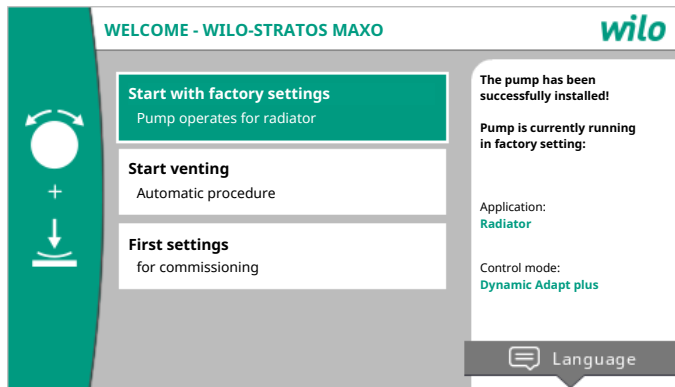 WELCOME - WILO-STRATOS MAXO
wilo
Start with factory settings
Pump operates for radiator
Start venting
Automatic procedure
First settings
for commissioning
+
The pump has been
successfully installed!
Pump is currently running
in factory setting:
Application:
Radiator
Control mode:
Dynamic Adapt plus
Language